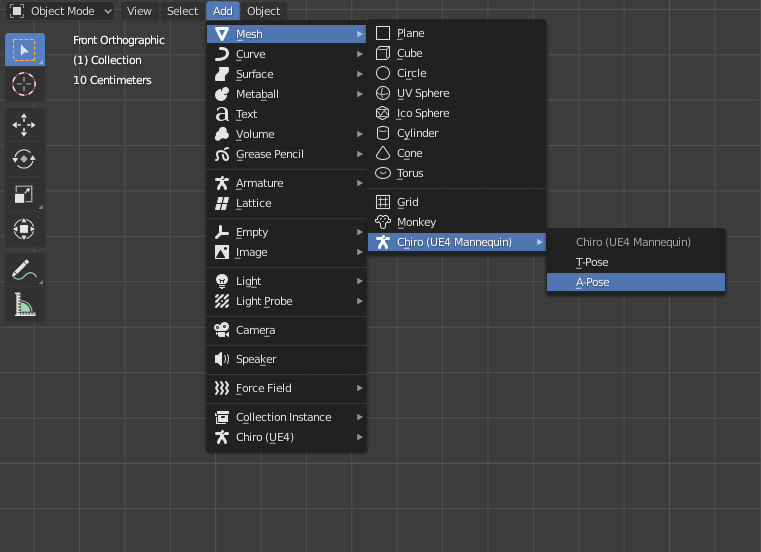 Object Mode View Select Add Object
Front Orthographic
(1) Collection
10 Centimeters
Mesh
Curve
Surface
Metaball
Text
Volume
Grease Pencil
Armature
Lattice
Empty
Image
Light
Light Probe
Camera
Speaker
Force Field
Collection Instance
Chiro (UE4)
Plane
Cube
Circle
UV Sphere
Ico Sphere
Cylinder
Cone
Torus
Grid
Monkey
Chiro (UE4 Mannequin)
Chiro (UE4 Mannequin)
T-Pose
A-Pose